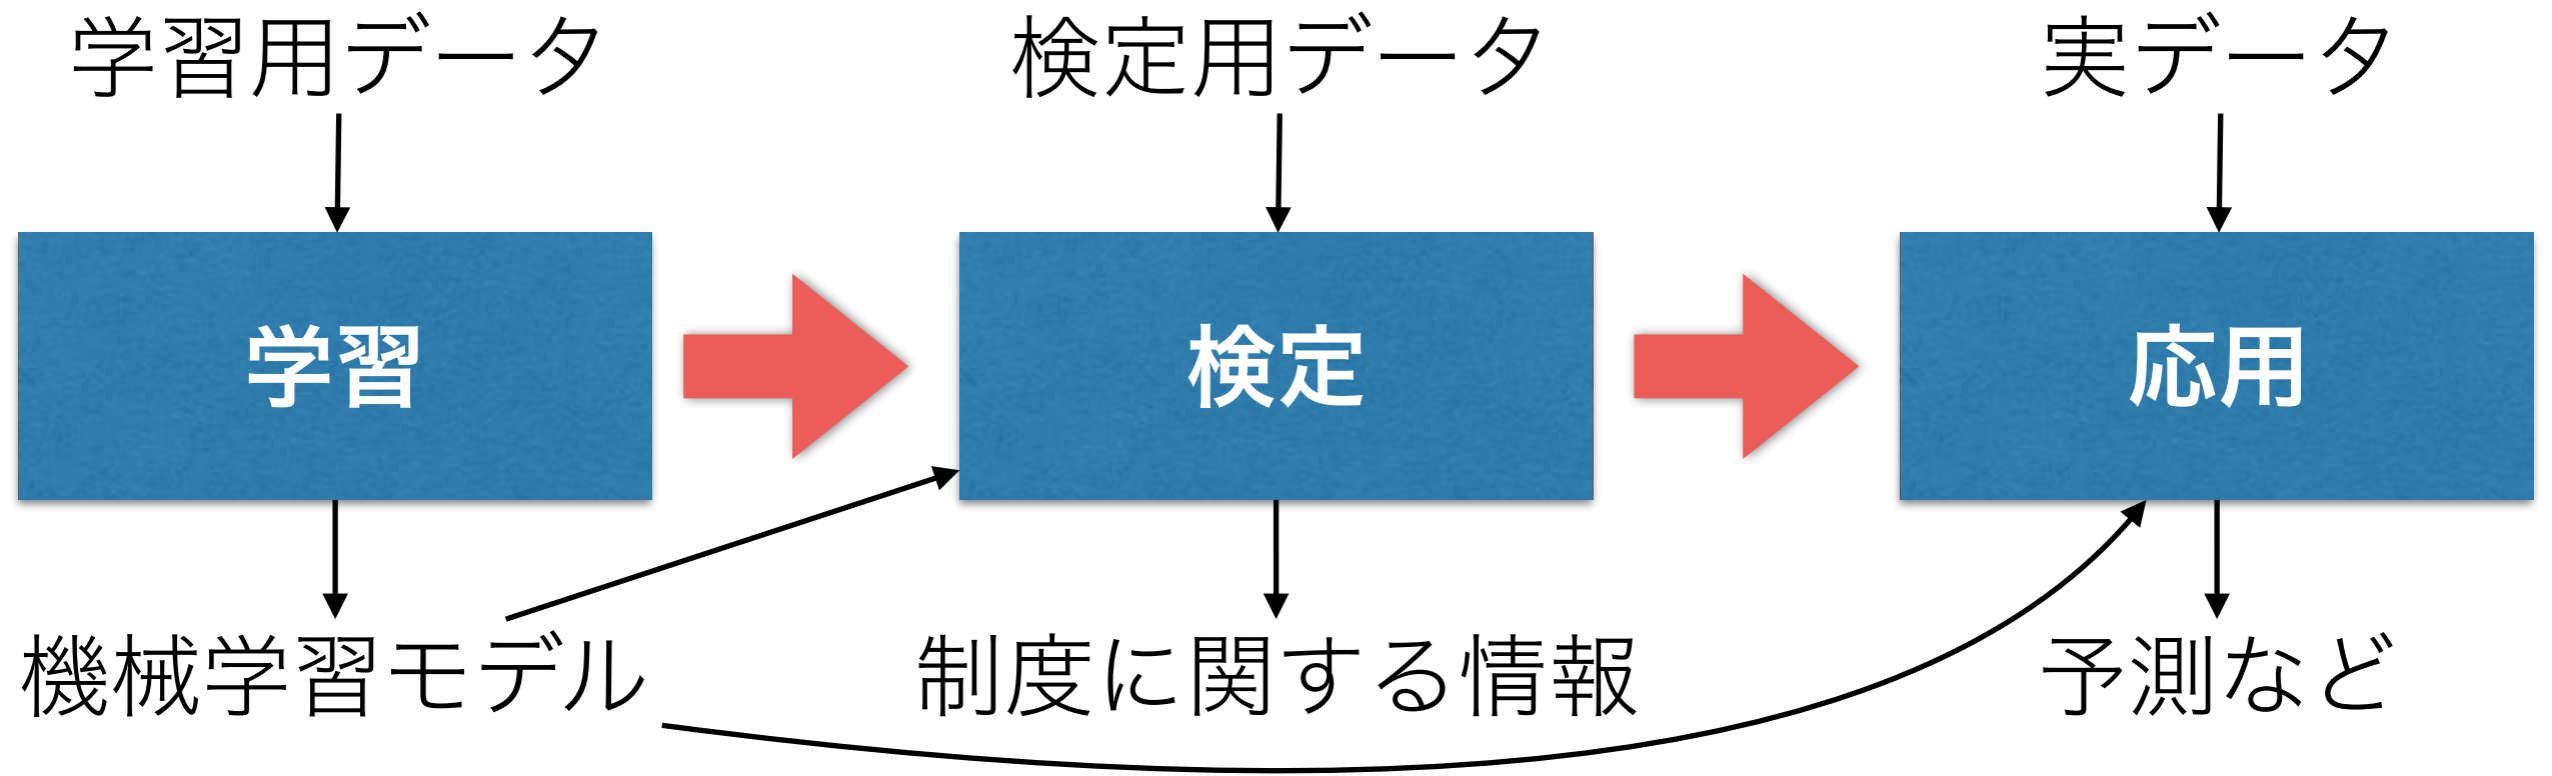 学習用データ
検定用データ
実データ
学習
検定
応用
機械学習モデル
制度に関する情報
予測など